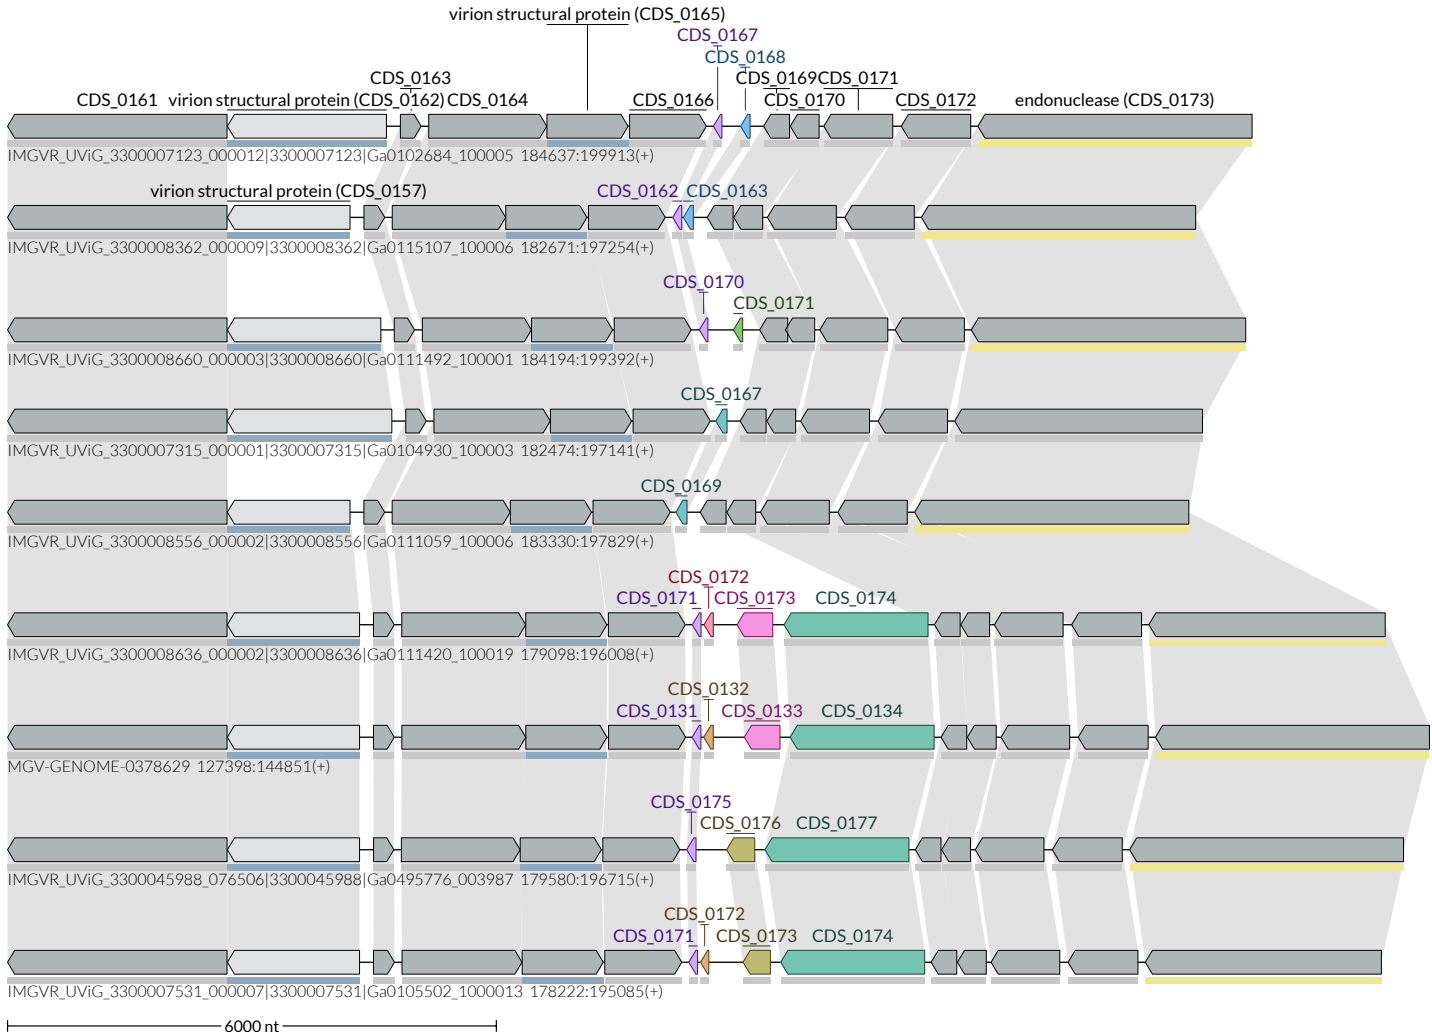 virion structural protein (CDS_0165)
CDS_0167
CDS_0168
CDS_0163
CDS_0169
CDS_0171
CDS_0161
virion structural protein (CDS_0162)
CDS_0164
CDS_0166
CDS_0170
CDS_0172
endonuclease (CDS_0173)
IMGVR_UViG_3300007123_000012|3300007123|Ga0102684_100005 184637:199913(+)
virion structural protein (CDS_0157)
CDS_0162
CDS_0163
IMGVR_UViG_3300008362_000009|3300008362|Ga0115107_100006 182671:197254(+)
CDS_0170
CDS_0171
IMGVR_UViG_3300008660_000003|3300008660|Ga0111492_100001 184194:199392(+)
CDS_0167
IMGVR_UViG_3300007315_000001|3300007315|Ga0104930_100003 182474:197141(+)
CDS_0169
IMGVR_UViG_3300008556_000002|3300008556|Ga0111059_100006 183330:197829(+)
CDS_0172
CDS_0171
CDS_0173
CDS_0174
IMGVR_UViG_3300008636_000002|3300008636|Ga0111420_100019 179098:196008(+)
CDS_0132
CDS_0131
CDS_0133
CDS_0134
MGV-GENOME-0378629 127398:144851(+)
CDS_0175
CDS_0176
CDS_0177
IMGVR_UViG_3300045988_076506|3300045988|Ga0495776_003987 179580:196715(+)
CDS_0172
CDS_0171
CDS_0173
CDS_0174
IMGVR_UViG_3300007531_000007|3300007531|Ga0105502_1000013 178222:195085(+)
6000 nt